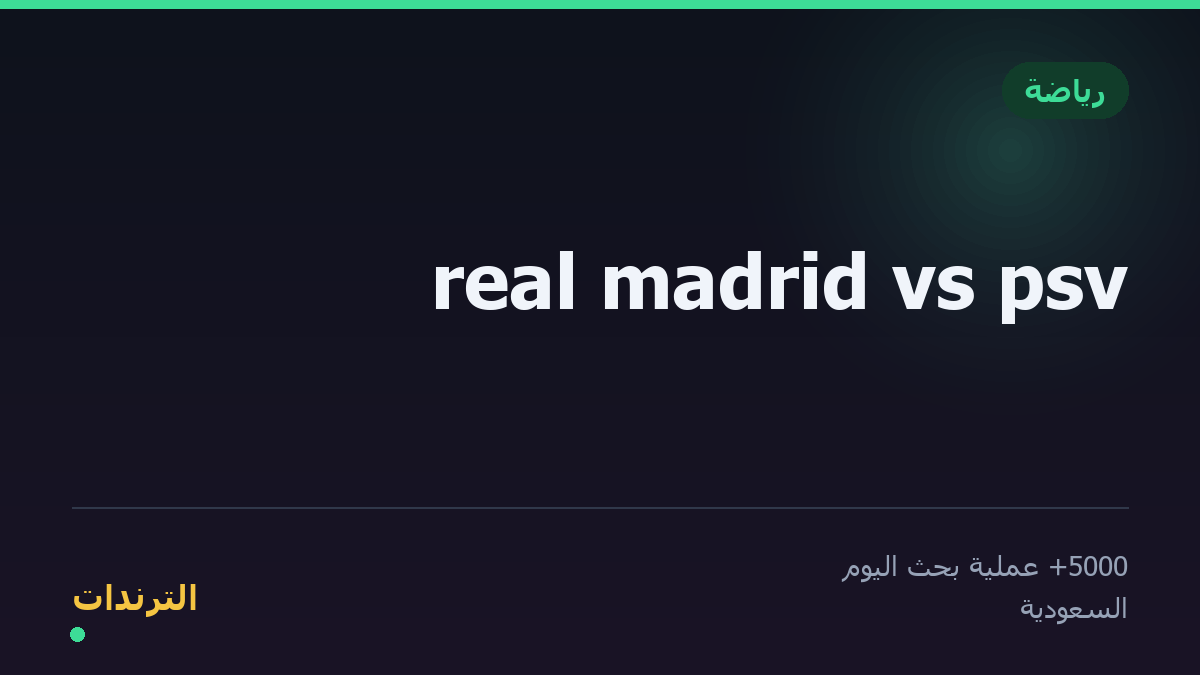 رياضة
real madrid vs psv
5000+ عملية بحث اليوم
السعودية
الترندات